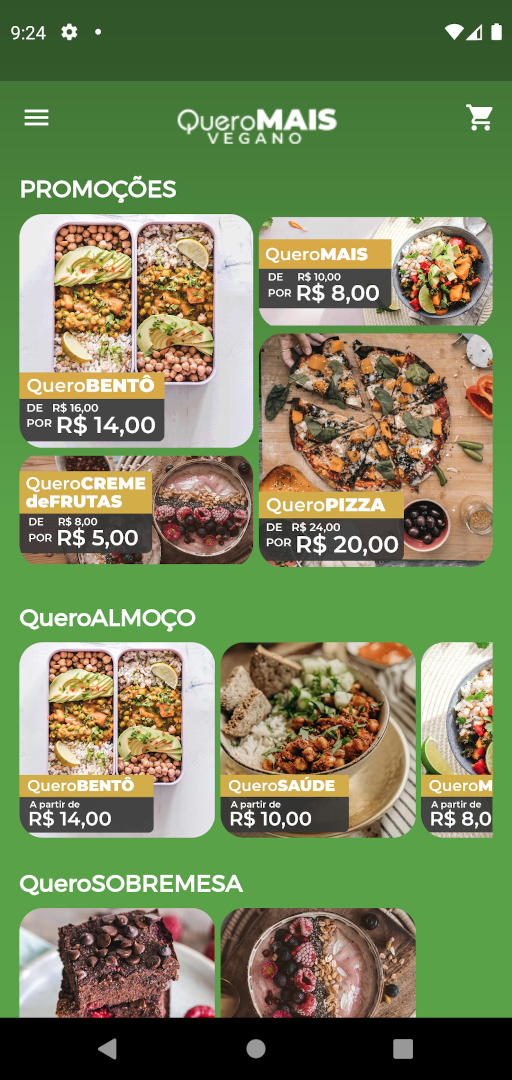 9:24
QueroMAIS
VEGANO
PROMOÇÕES
QueroBENTÔ
DE R$ 16,00
POR R$ 14,00
QueroMAIS
DE R$ 10,00
POR R$ 8,00
QueroCREME
deFRUTAS
DE R$ 8,00
POR R$ 5,00
QueroPIZZA
DE R$ 24,00
POR R$ 20,00
QueroALMOÇO
QueroBENTÔ
A partir de
R$ 14,00
QueroSAÚDE
A partir de
R$ 10,00
QueroM
A partir de
R$ 8,0
QueroSOBREMESA